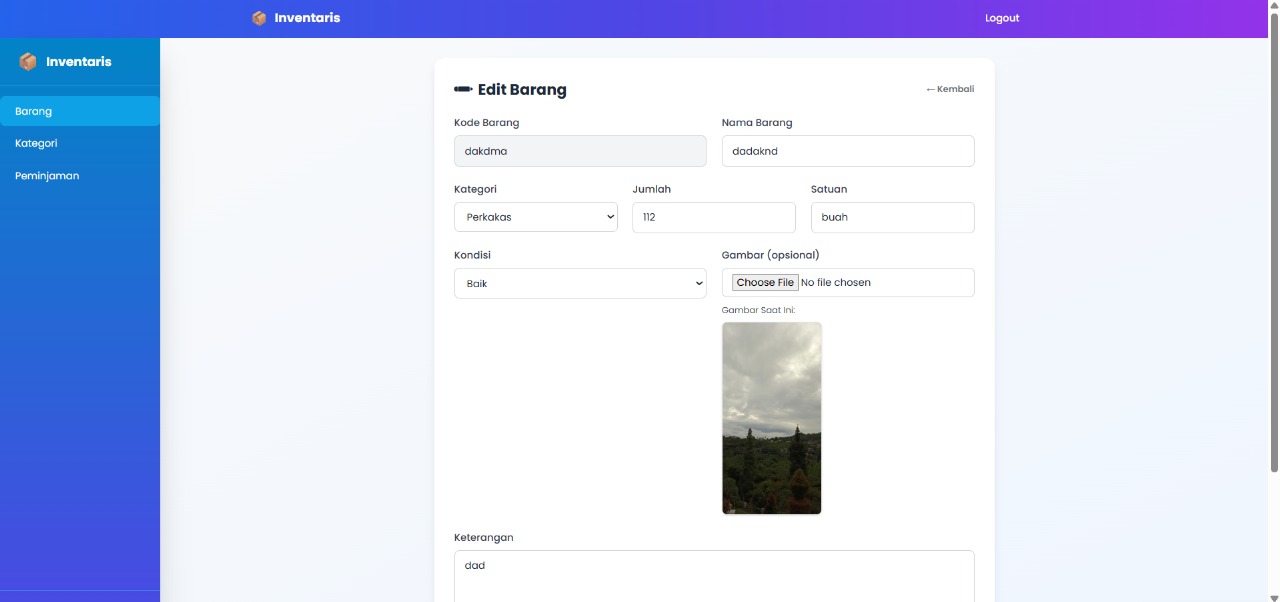 Inventaris
Logout
Inventaris
Barang
Kategori
Peminjaman
Edit Barang
← Kembali
Kode Barang
Nama Barang
dakdma
dadaknd
Kategori
Jumlah
Satuan
Perkakas
112
buah
Kondisi
Gambar (opsional)
Baik
Choose File No file chosen
Gambar Saat Ini:
Keterangan
dad